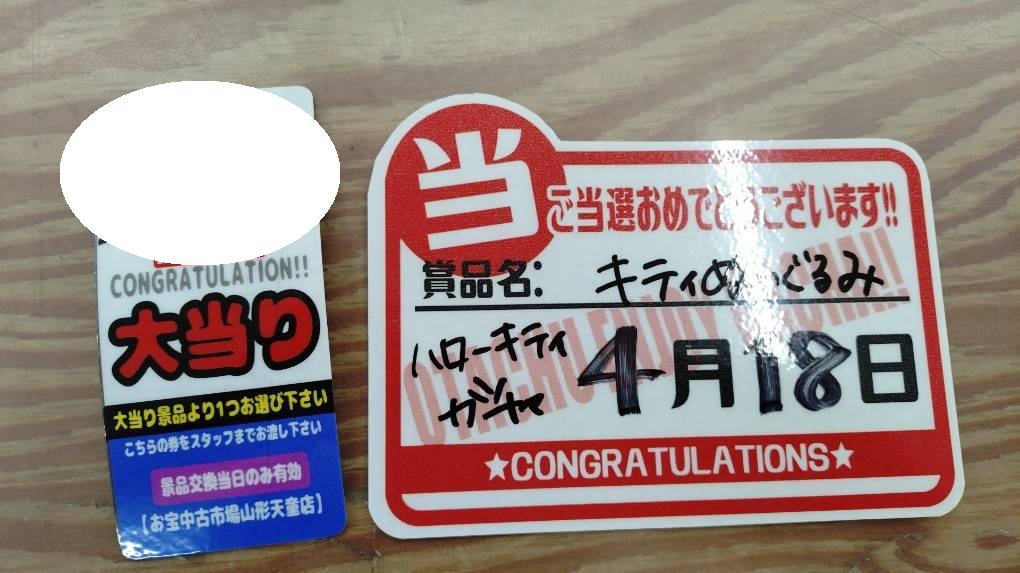 CONGRATULATION!!
大当り
大当り景品より1つお選び下さい
こちらの券をスタッフまでお渡し下さい
景品交換当日のみ有効
【お宝中古市場山形天童店】
当
ご当選おめでとうございます!!
賞品名: キティぬいぐるみ
ハローキティ
ガチャ
4月18日
★CONGRATULATIONS★